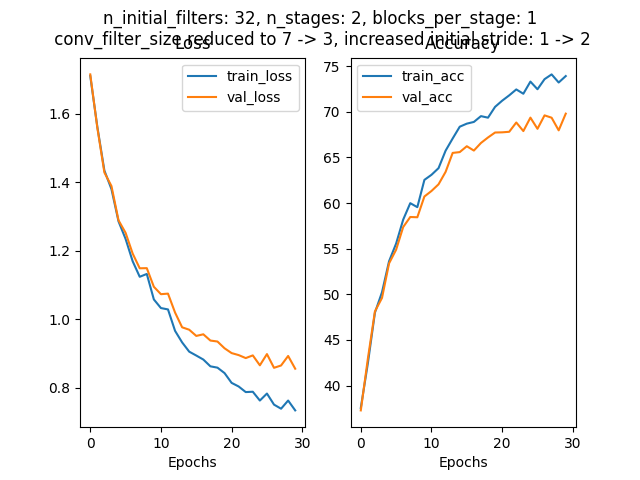 n_initial_filters: 32, n_stages: 2, blocks_per_stage: 1
conv_filter_size reduced to 7 -> 3, increased initial stride: 1 -> 2
Loss
Accuracy
train_loss
val_loss
train_acc
val_acc
1.6
1.4
1.2
1.0
0.8
0
10
20
30
Epochs
75
70
65
60
55
50
45
40
0
10
20
30
Epochs